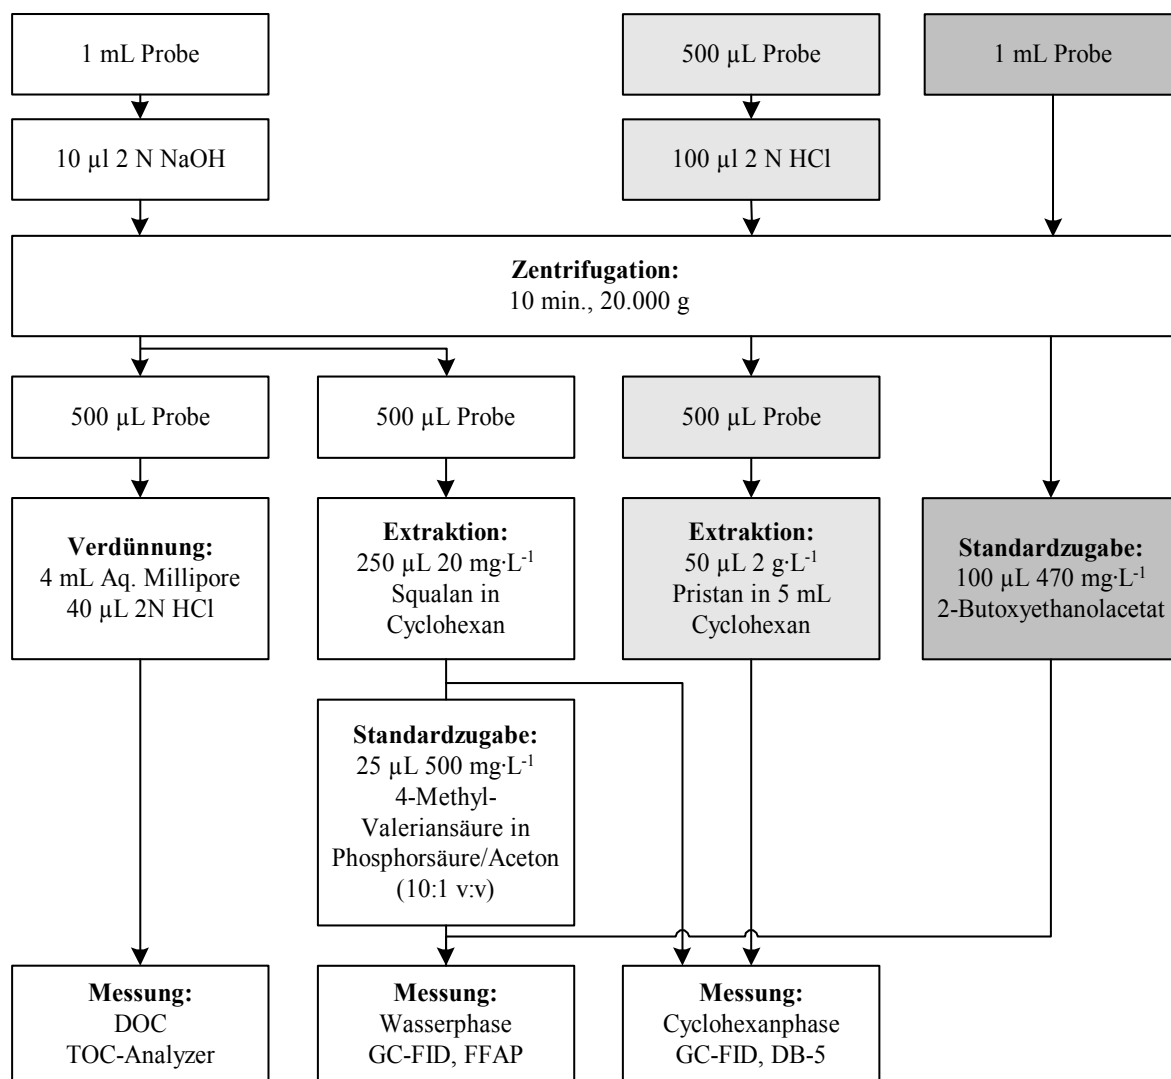 1 mL Probe
500 µL Probe
1 mL Probe
10 µl 2 N NaOH
100 µl 2 N HCl
Zentrifugation:
10 min., 20.000 g
500 µL Probe
500 µL Probe
500 µL Probe
Verdünnung:
4 mL Aq. Millipore
40 µL 2N HCl
Extraktion:
250 µL 20 mg·L⁻¹
Squalan in
Cyclohexan
Extraktion:
50 µL 2 g·L⁻¹
Pristan in 5 mL
Cyclohexan
Standardzugabe:
100 µL 470 mg·L⁻¹
2-Butoxyethanolacetat
Standardzugabe:
25 µL 500 mg·L⁻¹
4-Methyl-
Valeriansäure in
Phosphorsäure/Aceton
(10:1 v:v)
Messung:
DOC
TOC-Analyzer
Messung:
Wasserphase
GC-FID, FFAP
Messung:
Cyclohexanphase
GC-FID, DB-5